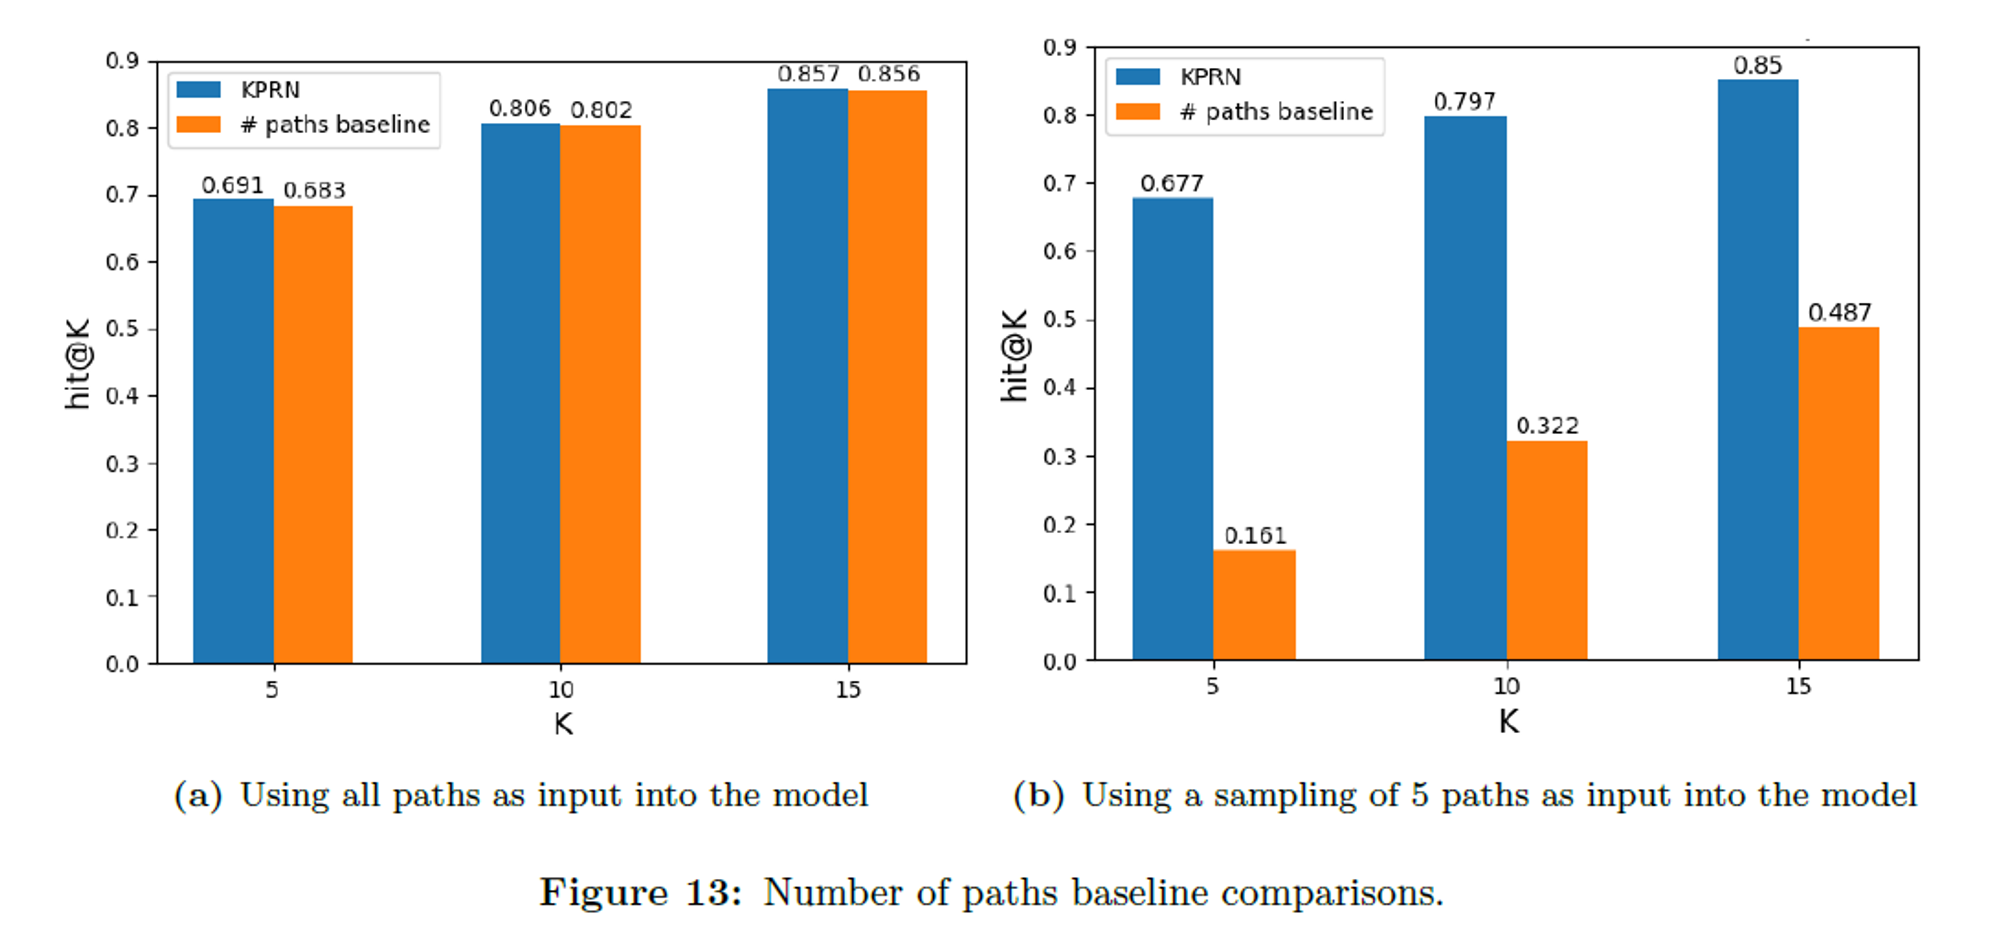 0.9
0.8
0.7
0.6
0.5
0.4
0.3
0.2
0.1
0.0
hit@K
KPRN
# paths baseline
0.691 0.683
0.806 0.802
0.857 0.856
5 10 15
K
(a) Using all paths as input into the model
0.9
0.8
0.7
0.6
0.5
0.4
0.3
0.2
0.1
0.0
hit@K
KPRN
# paths baseline
0.677
0.161
0.797
0.322
0.85
0.487
5 10 15
K
(b) Using a sampling of 5 paths as input into the model
Figure 13: Number of paths baseline comparisons.